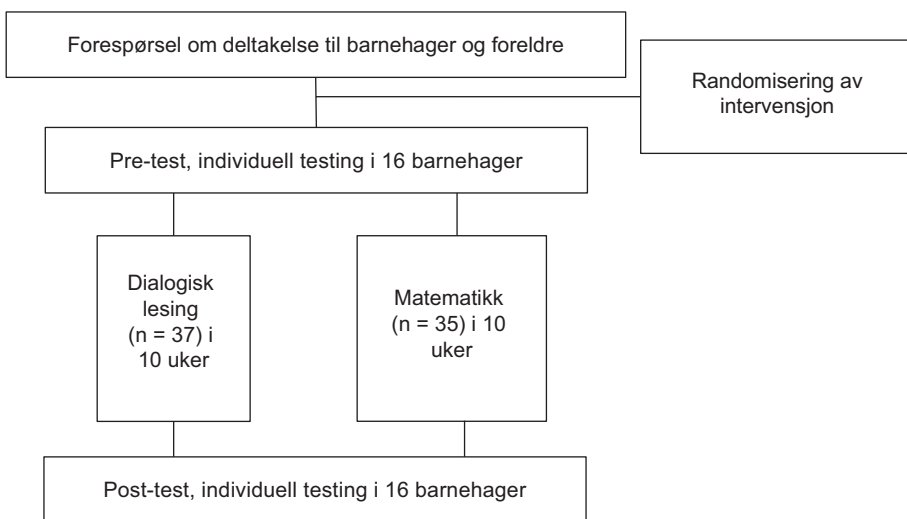 Forespørsel om deltakelse til barnehager og foreldre
Randomisering av
intervensjon
Pre-test, individuell testing i 16 barnehager
Dialogisk
lesing
(n = 37) i
10 uker
Matematikk
(n = 35) i 10
uker
Post-test, individuell testing i 16 barnehager